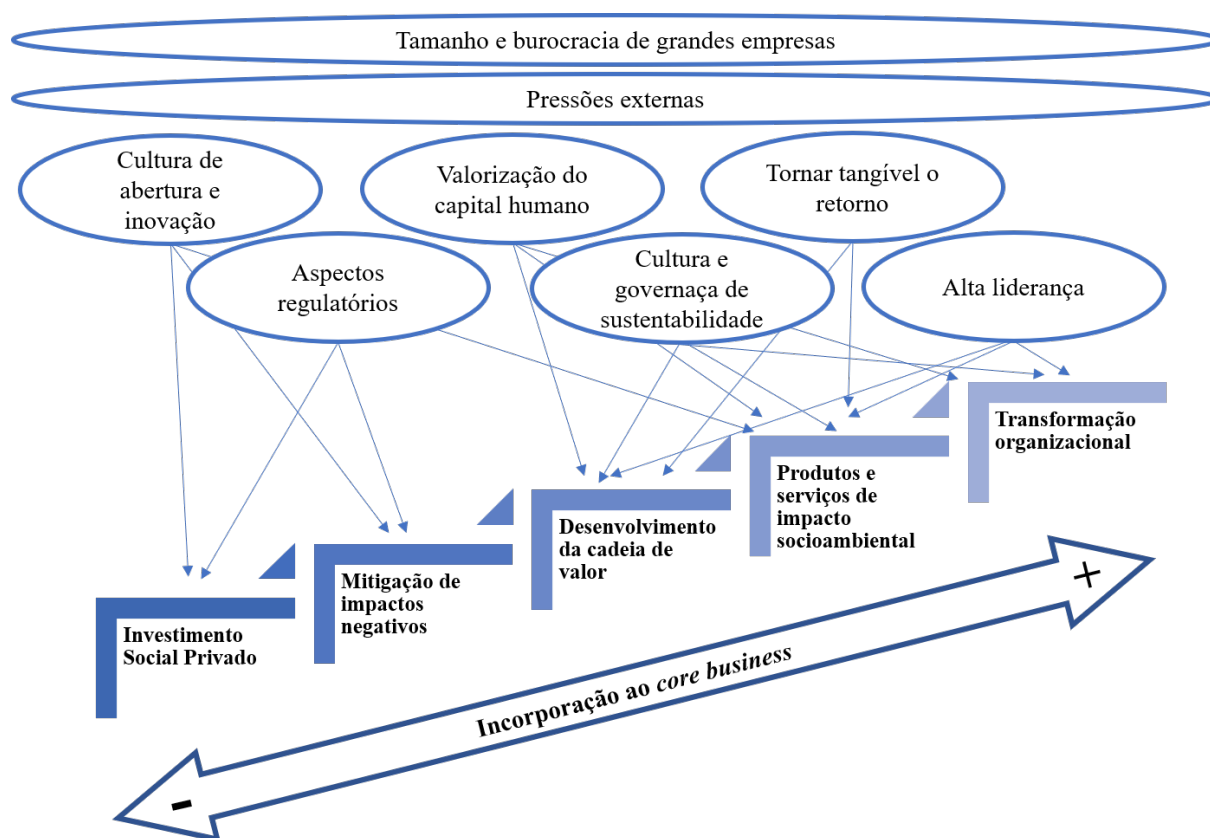 Tamanho e burocracia de grandes empresas
Pressões externas
Cultura de
abertura e
inovação
Valorização do
capital humano
Tornar tangível o
retorno
Aspectos
regulatórios
Cultura e
governaça de
sustentabilidade
Alta liderança
Transformação
organizacional
Produtos e
serviços de
impacto
socioambiental
Desenvolvimento
da cadeia de
valor
Mitigação de
impactos
negativos
Investimento
Social Privado
+
Incorporação ao core business
-